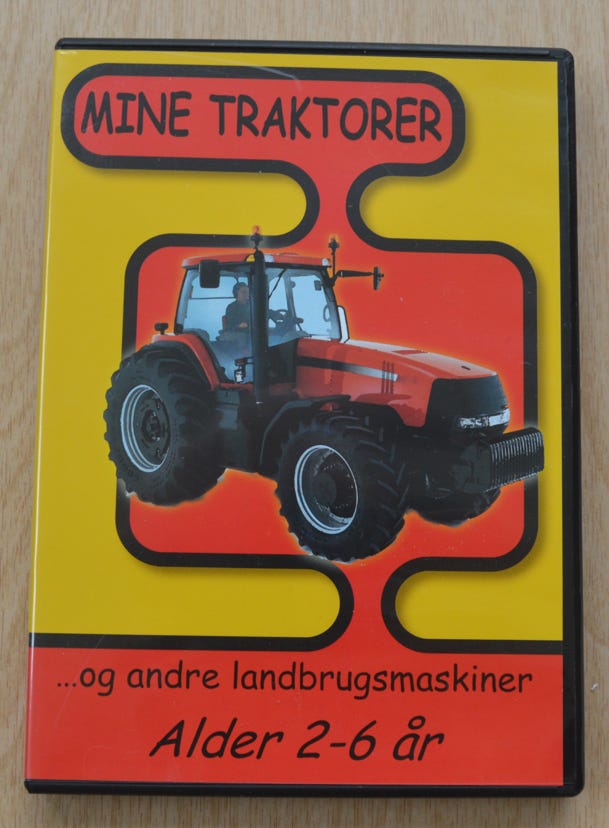 MINE TRAKTORER
...og andre landbrugsmaskiner
Alder 2-6 år